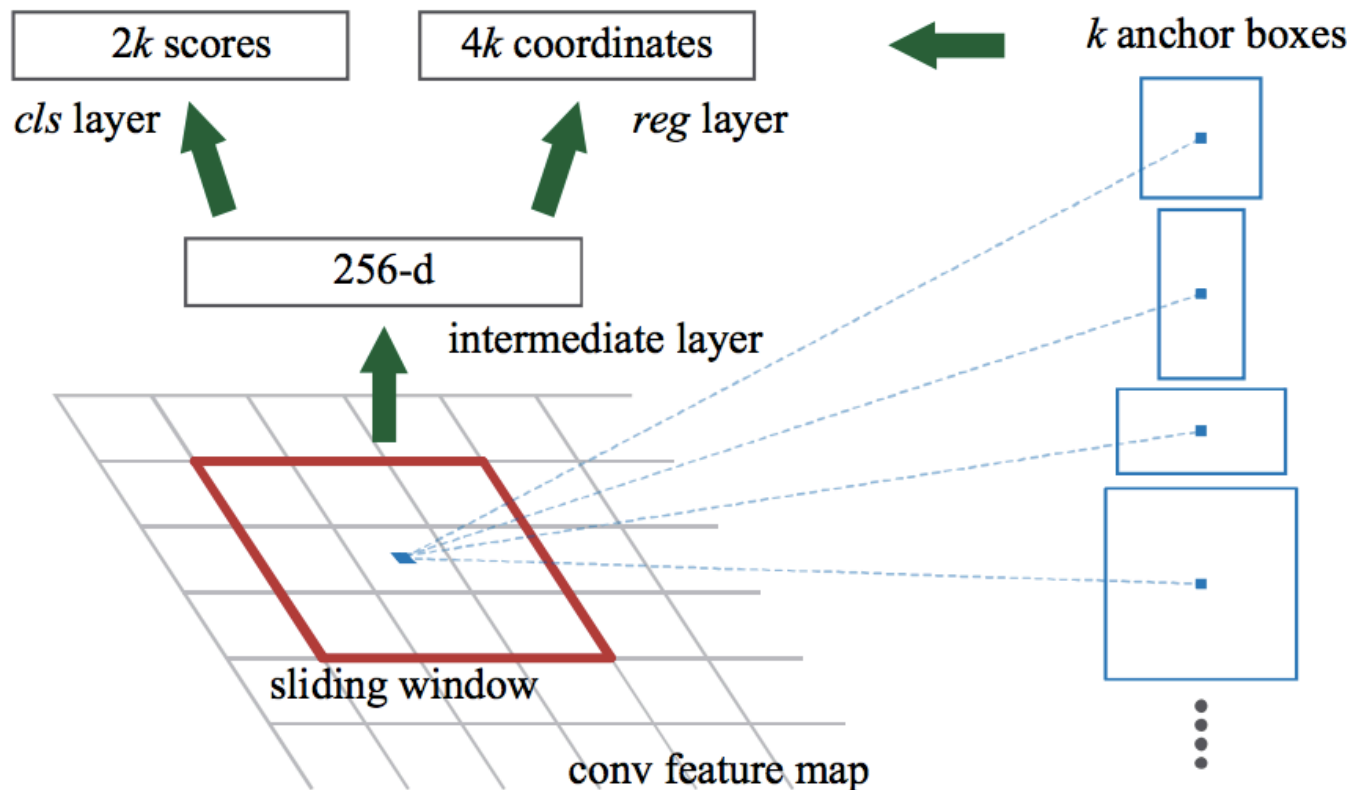 2k scores
4k coordinates
k anchor boxes
cls layer
reg layer
256-d
intermediate layer
sliding window
conv feature map